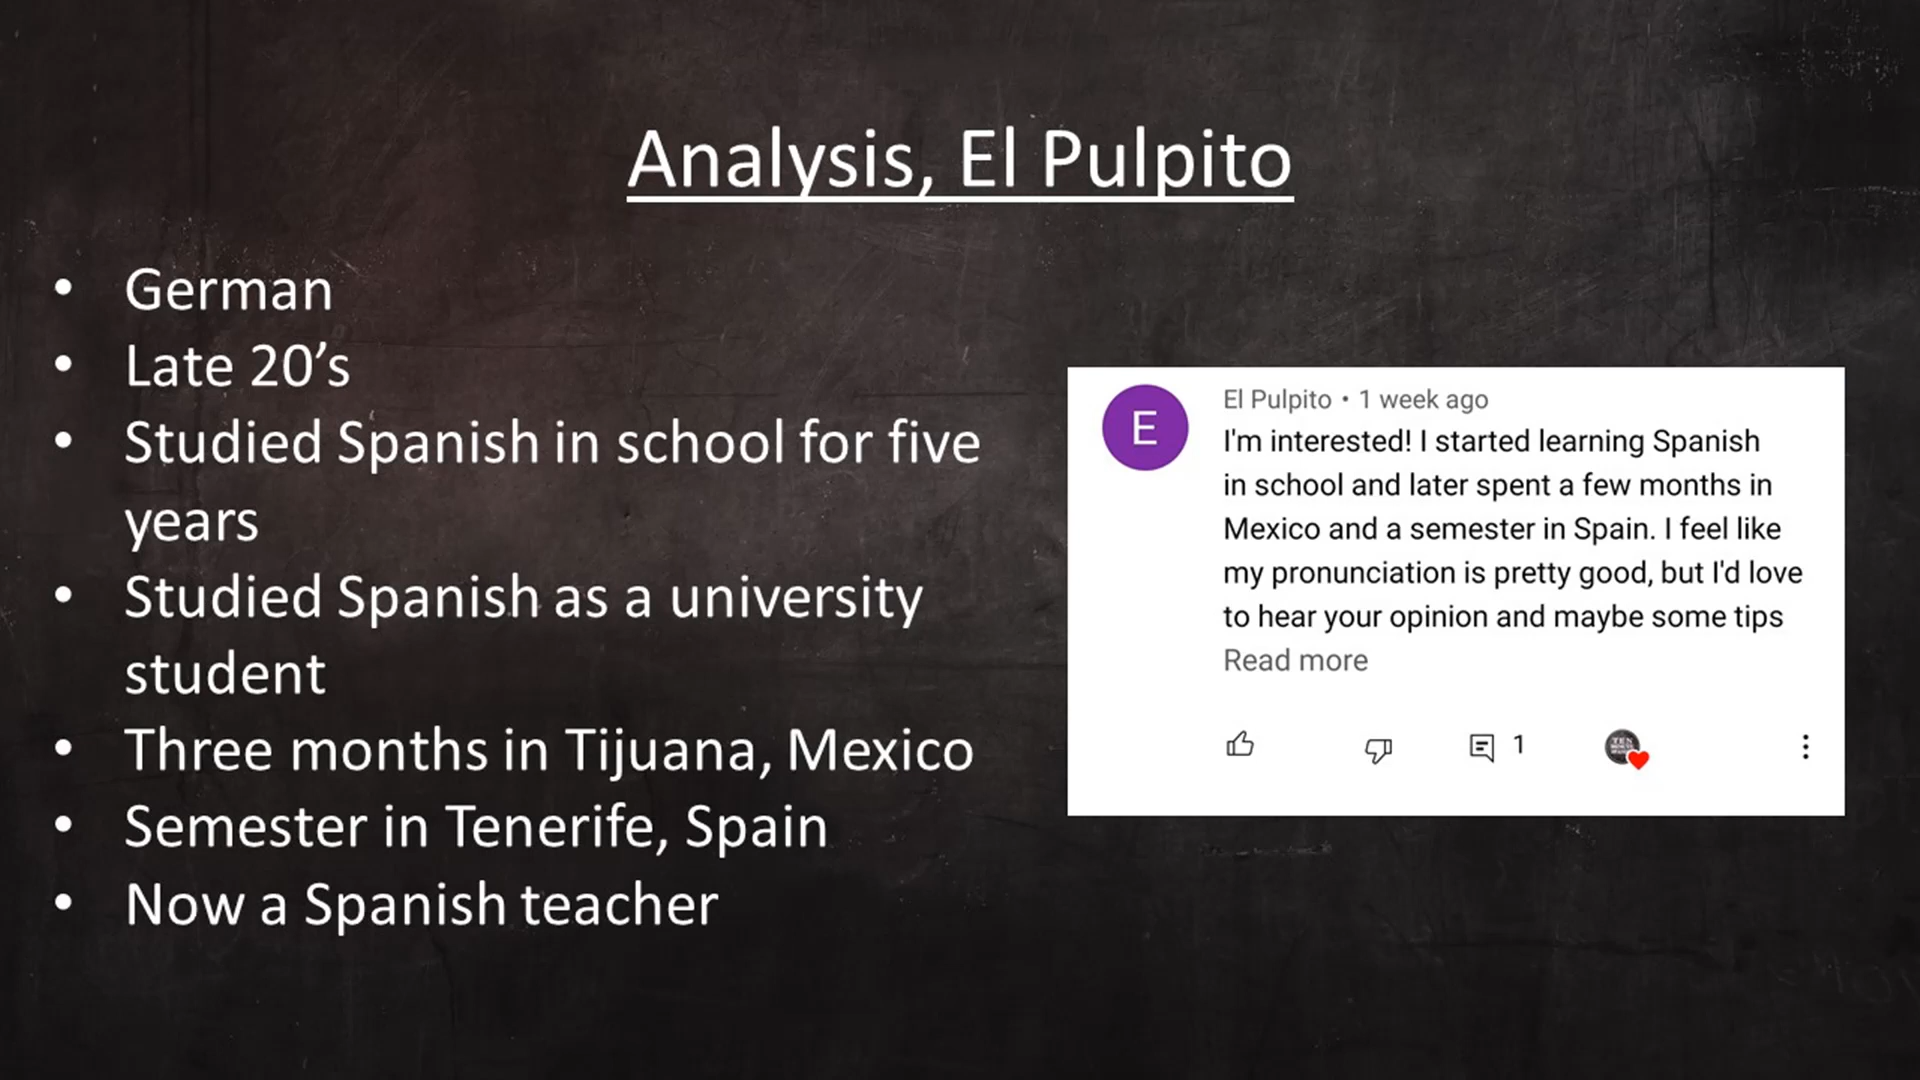 Analysis, El Pulpito
• German
• Late 20’s
• Studied Spanish in school for five
years
• Studied Spanish as a university
student
• Three months in Tijuana, Mexico
• Semester in Tenerife, Spain
• Now a Spanish teacher
E
El Pulpito • 1 week ago
I'm interested! I started learning Spanish
in school and later spent a few months in
Mexico and a semester in Spain. I feel like
my pronunciation is pretty good, but I'd love
to hear your opinion and maybe some tips
Read more
1
TEN